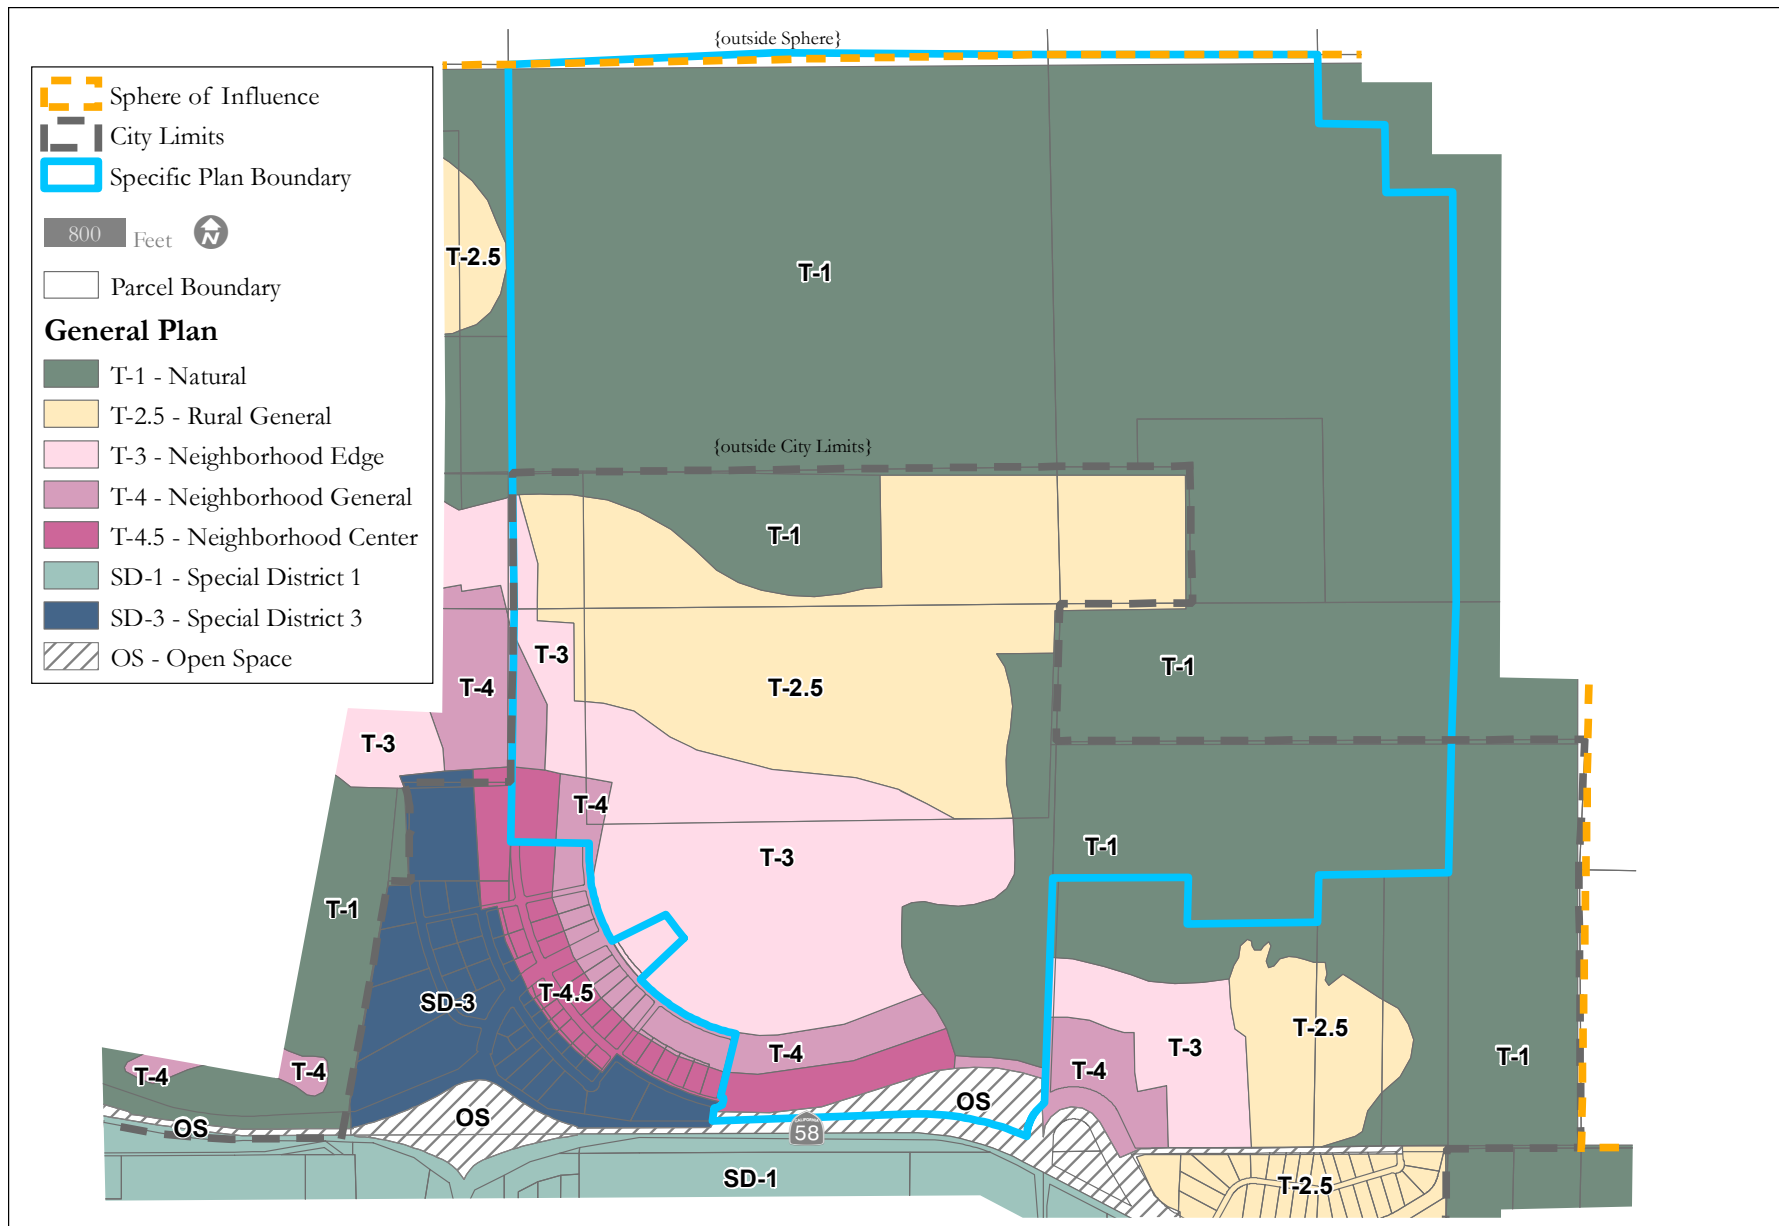 {outside Sphere}
Sphere of Influence
City Limits
Specific Plan Boundary
800 Feet N
Parcel Boundary
General Plan
T-1 - Natural
T-2.5 - Rural General
T-3 - Neighborhood Edge
T-4 - Neighborhood General
T-4.5 - Neighborhood Center
SD-1 - Special District 1
SD-3 - Special District 3
OS - Open Space
T-2.5
T-1
{outside City Limits}
T-1
T-3
T-1
T-4
T-2.5
T-3
T-4
T-1
T-3
T-1
SD-3
T-4.5
T-2.5
T-3
T-4
T-1
T-4
T-4
T-4
OS
OS
OS
CALIFORNIA
58
SD-1
T-2.5